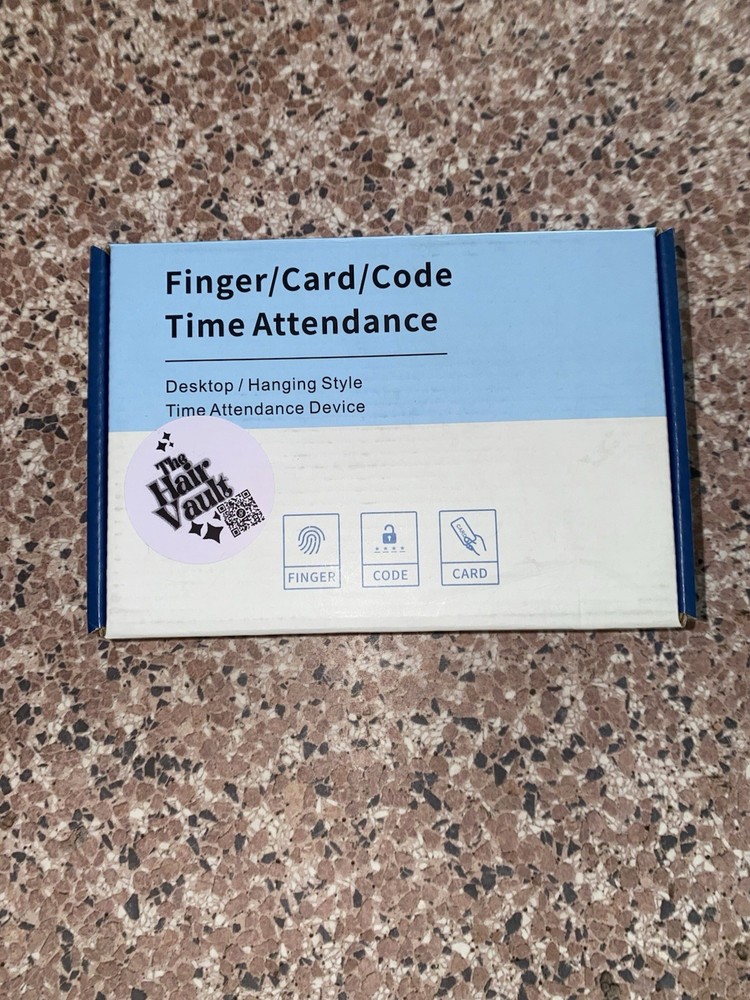 Finger/Card/Code
Time Attendance
Desktop / Hanging Style
Time Attendance Device
The
Hair
Vault
FINGER
CODE
CARD